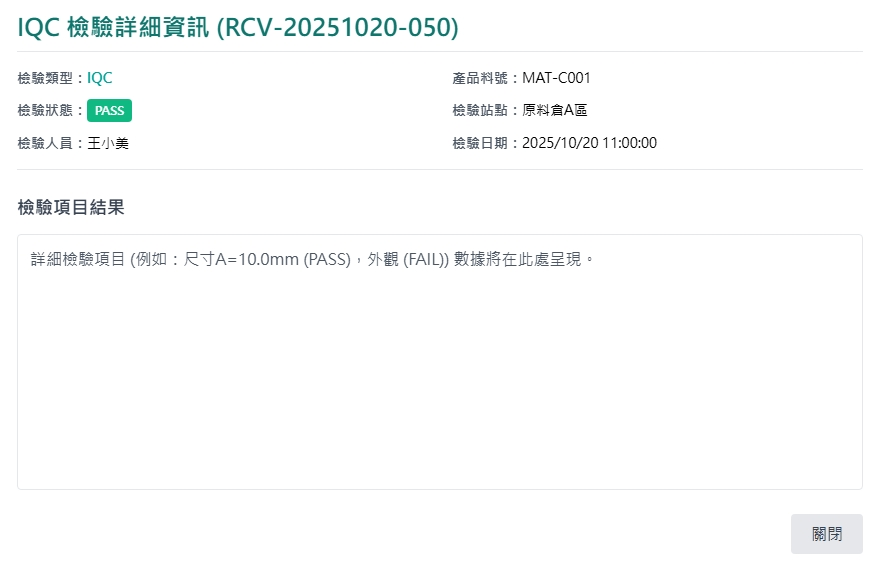 IQC 檢驗詳細資訊 (RCV-20251020-050)
檢驗類型：IQC
產品料號：MAT-C001
檢驗狀態：PASS
檢驗站點：原料倉A區
檢驗人員：王小美
檢驗日期：2025/10/20 11:00:00
檢驗項目結果
詳細檢驗項目 (例如：尺寸A=10.0mm (PASS)，外觀 (FAIL)) 數據將在此處呈現。
關閉